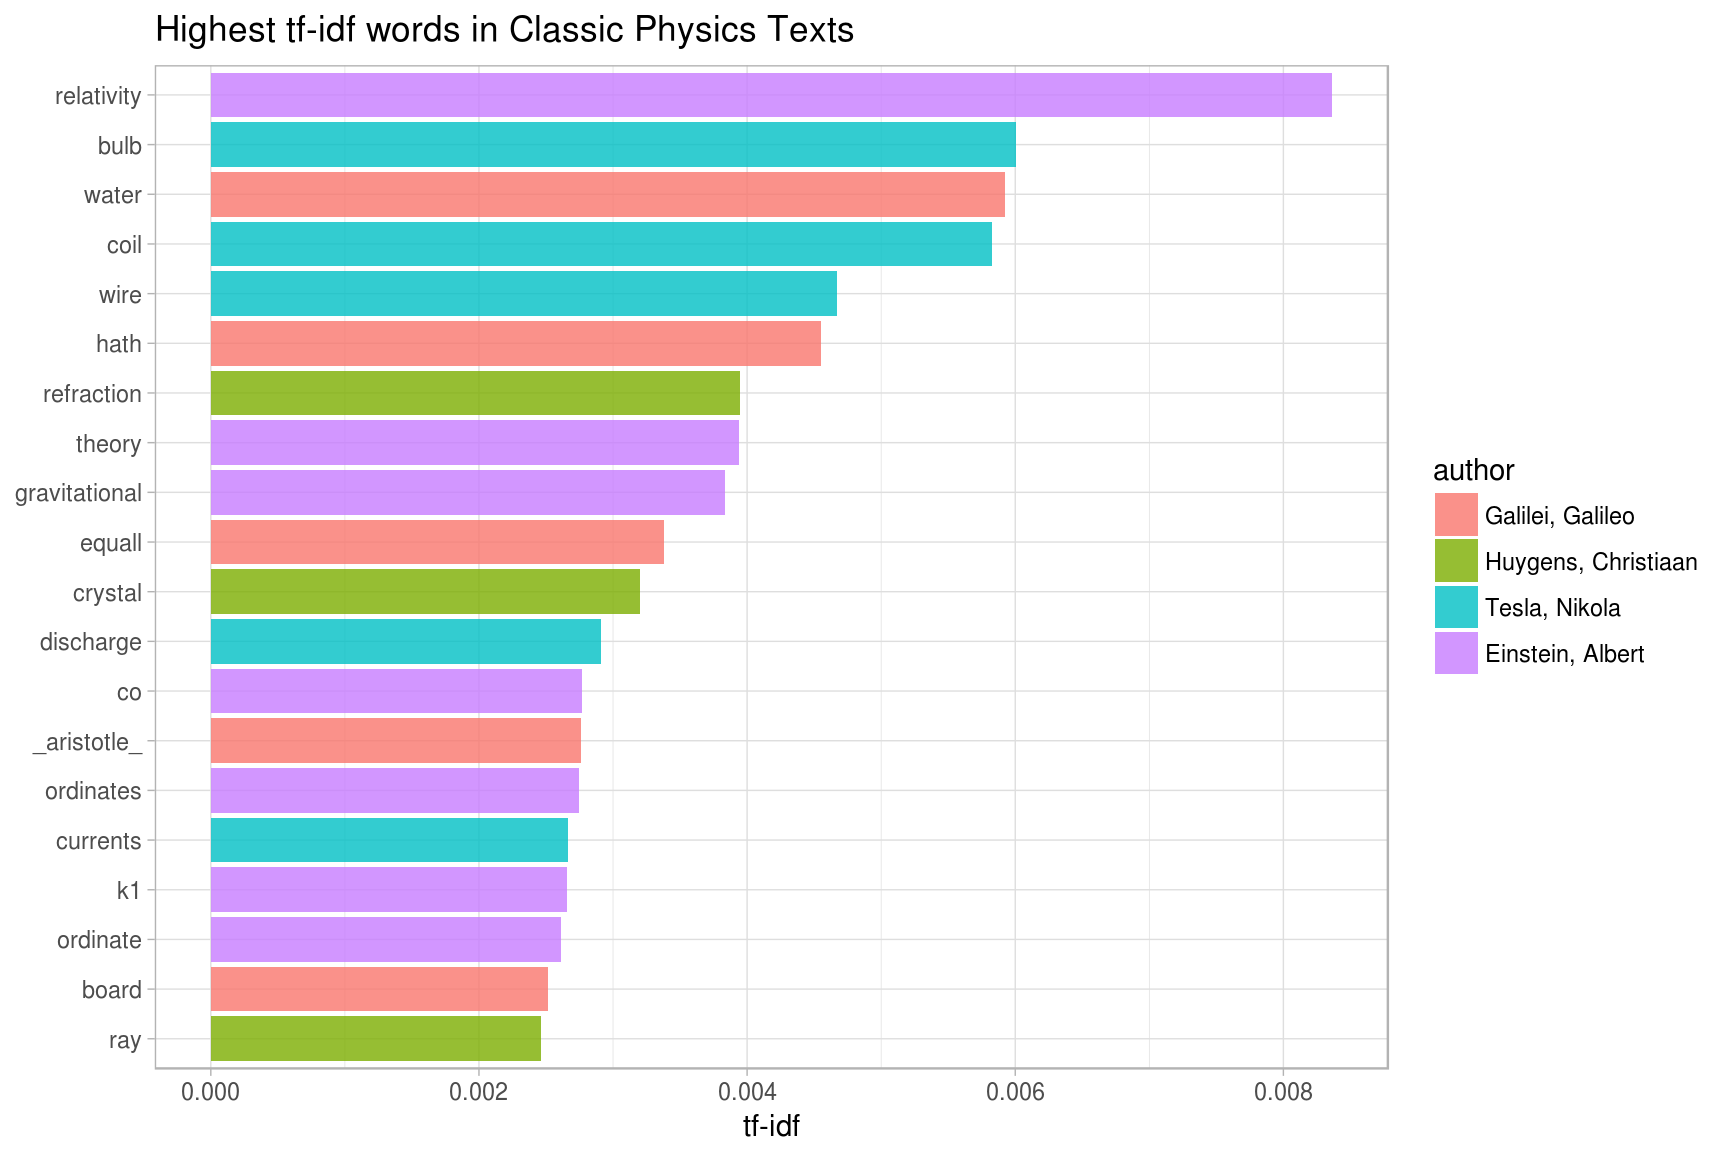 Highest tf-idf words in Classic Physics Texts
relativity
bulb
water
coil
wire
hath
refraction
theory
gravitational
equall
crystal
discharge
co
_aristotle_
ordinates
currents
k1
ordinate
board
ray
0.000 0.002 0.004 0.006 0.008
tf-idf
author
Galilei, Galileo
Huygens, Christiaan
Tesla, Nikola
Einstein, Albert